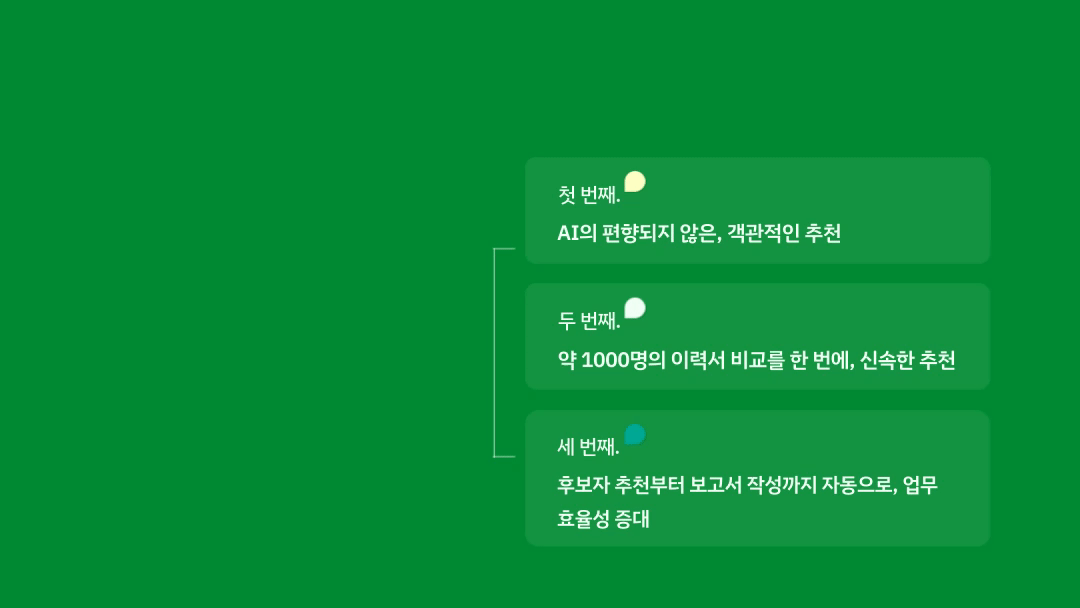 첫 번째.
AI의 편향되지 않은, 객관적인 추천
두 번째.
약 1000명의 이력서 비교를 한 번에, 신속한 추천
세 번째.
후보자 추천부터 보고서 작성까지 자동으로, 업무
효율성 증대